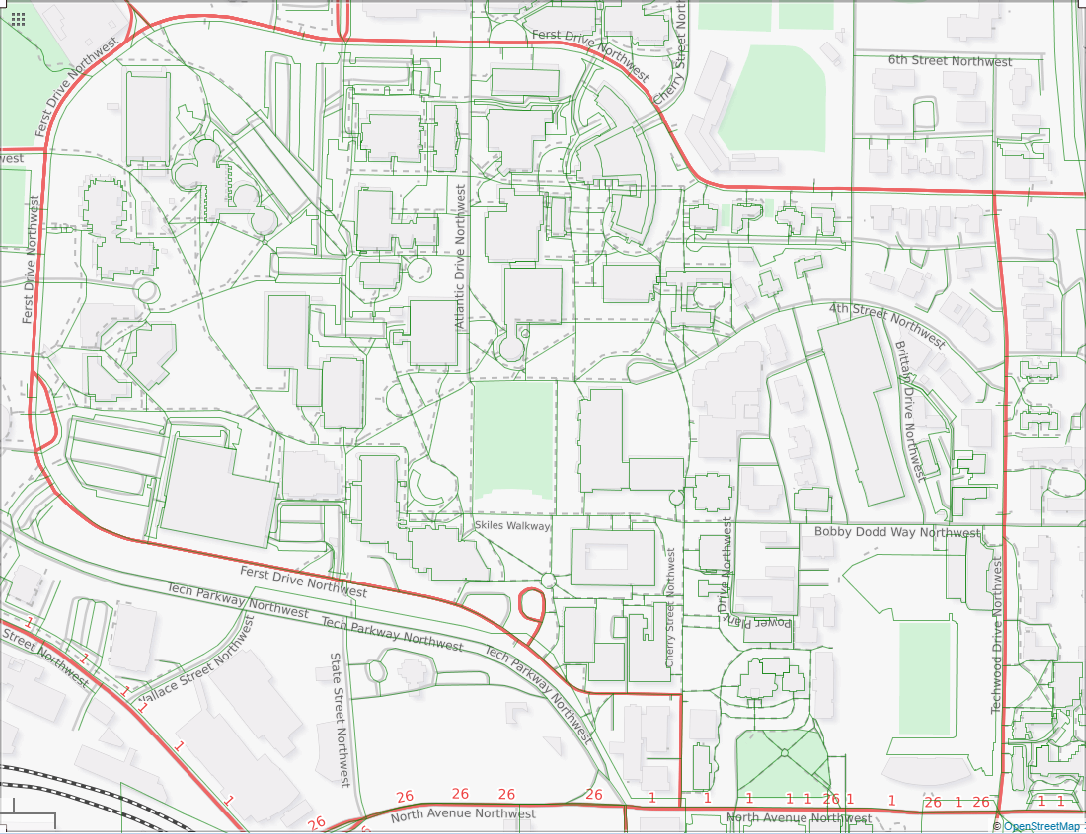 Ferst Drive Northwest
Cherry Street North
6th Street Northwest
Ferst Drive Northwest
west
Ferst Drive Northwest
Atlantic Drive Northwest
4th Street Northwest
Brittain Drive Northwest
Skiles Walkway
Bobby Dodd Way Northwest
Ferst Drive Northwest
Tech Parkway Northwest
Tech Parkway Northwest
Tech Parkway Northwest
Cherry Street Northwest
Drive Northwest
Power Plant
Techwood Drive Northwest
1
Street Northwest
1
1
Wallace Street Northwest
1
State Street Northwest
1
1
26
26
26
26
26
1
1
1
1
1
26
1
1
26
1
26
1
1
North Avenue Northwest
North Avenue Northwest
© OpenStreetMap